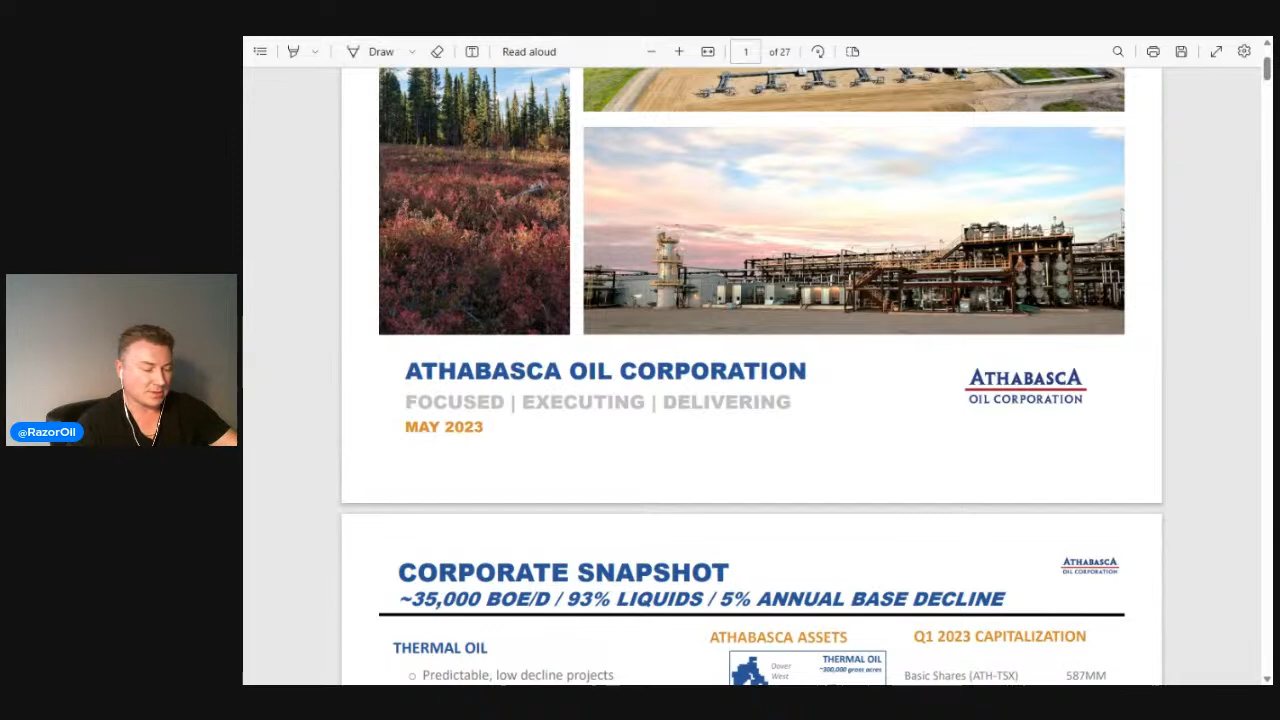 Draw
Read aloud
1
of 27
@RazorOil
ATHABASCA OIL CORPORATION
FOCUSED | EXECUTING | DELIVERING
MAY 2023
ATHABASCA
OIL CORPORATION
CORPORATE SNAPSHOT
ATHABASCA
OIL CORPORATION
~35,000 BOE/D / 93% LIQUIDS / 5% ANNUAL BASE DECLINE
THERMAL OIL
Predictable, low decline projects
ATHABASCA ASSETS
Dover
West
THERMAL OIL
~300,000 gross acres
Q1 2023 CAPITALIZATION
Basic Shares (ATH-TSX) 587MM